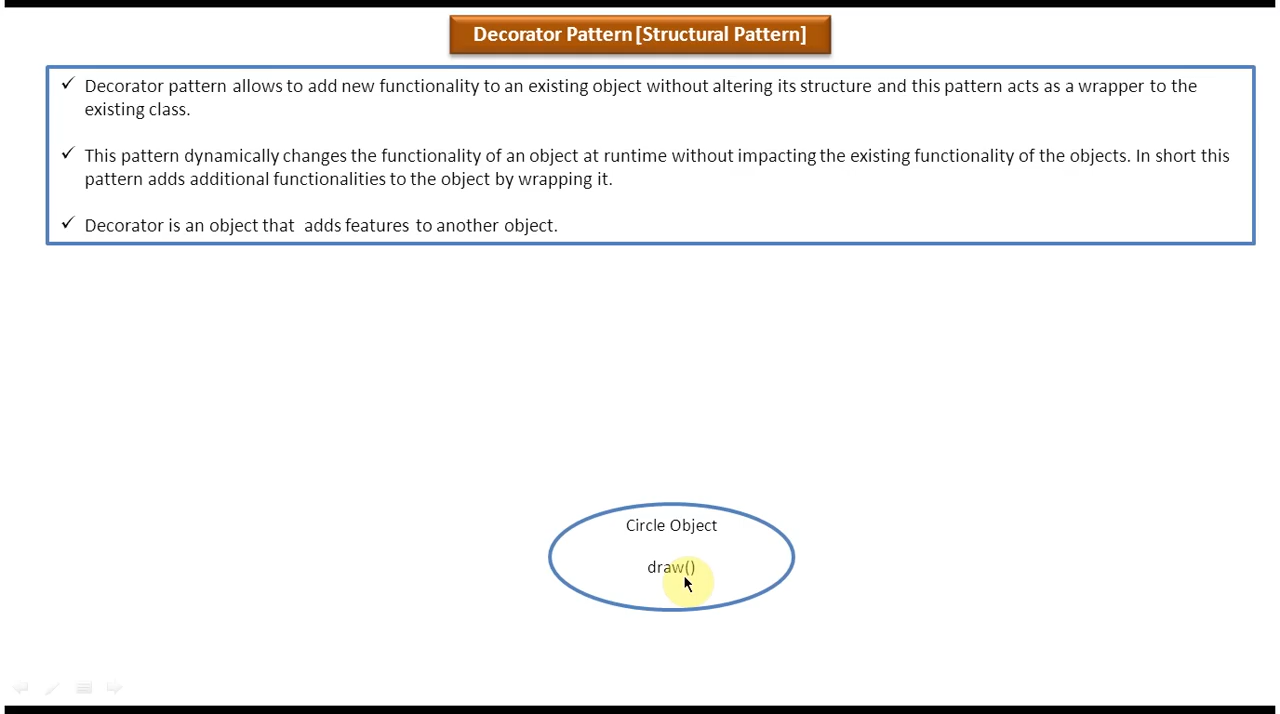 Decorator Pattern [Structural Pattern]
✓ Decorator pattern allows to add new functionality to an existing object without altering its structure and this pattern acts as a wrapper to the
existing class.
✓ This pattern dynamically changes the functionality of an object at runtime without impacting the existing functionality of the objects. In short this
pattern adds additional functionalities to the object by wrapping it.
✓ Decorator is an object that adds features to another object.
Circle Object
draw()